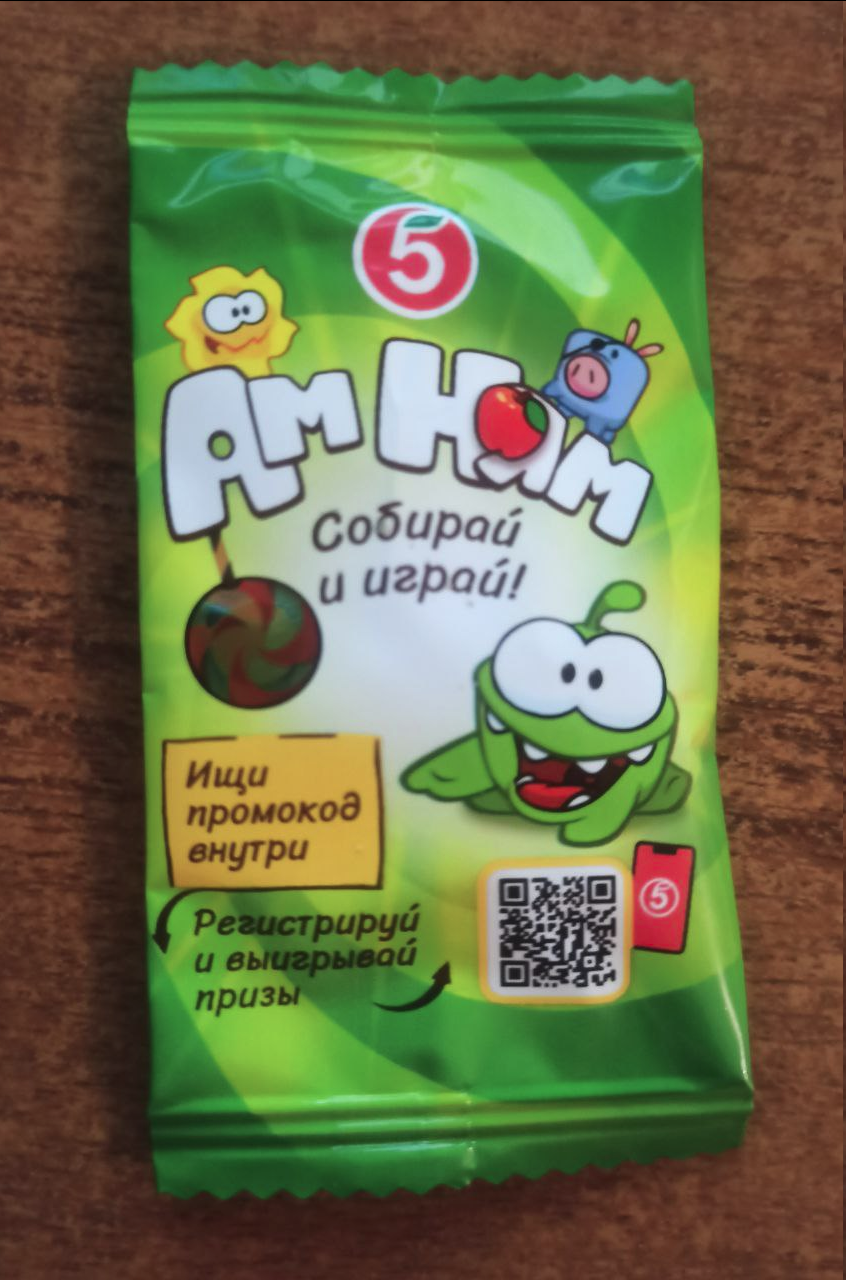 5
Ам Ням
Собирай
и играй!
Ищи
промокод
внутри
Регистрируй
и выигрывай
призы
5